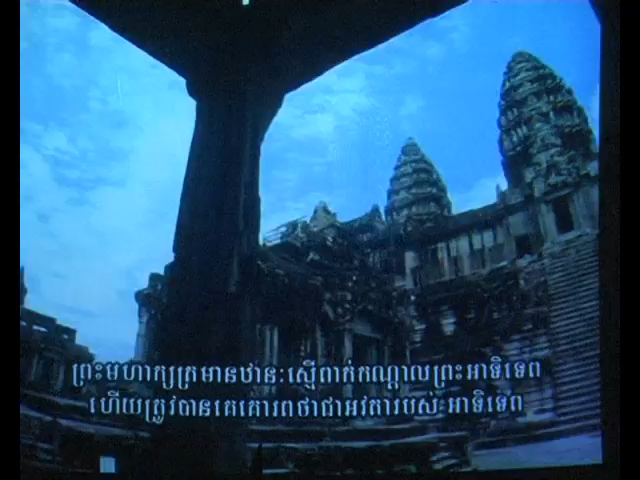 ព្រះមហាក្សត្រមានឋានៈស្មើពាក់កណ្ដាលព្រះអាទិទេព
ហើយត្រូវបានគេគោរពថាជាអវតាររបស់ អាទិទេព